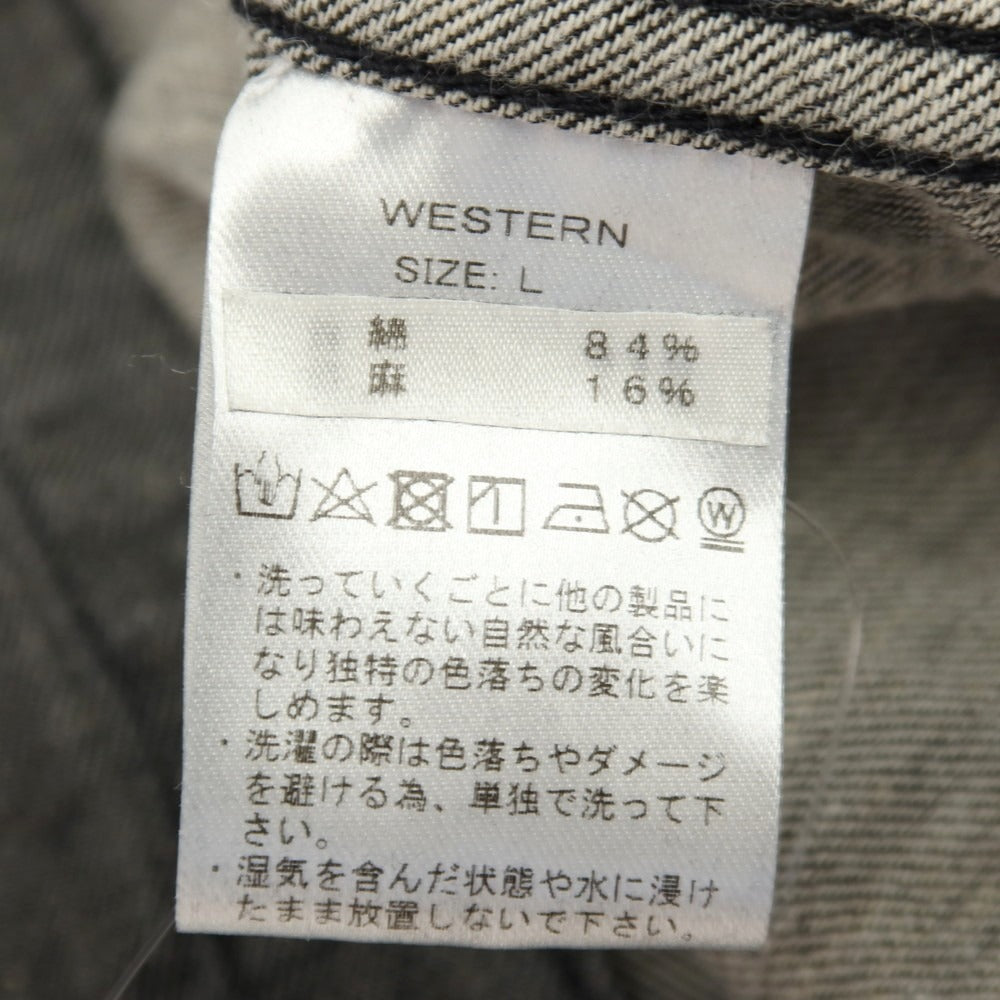 WESTERN
SIZE: L
綿 84%
麻 16%
W
・洗っていくごとに他の製品に
は味わえない自然な風合いに
なり独特の色落ちの変化を楽
しめます。
・洗濯の際は色落ちやダメージ
を避ける為、単独で洗って下
さい。
・湿気を含んだ状態や水に浸け
たまま放置しないで下さい。